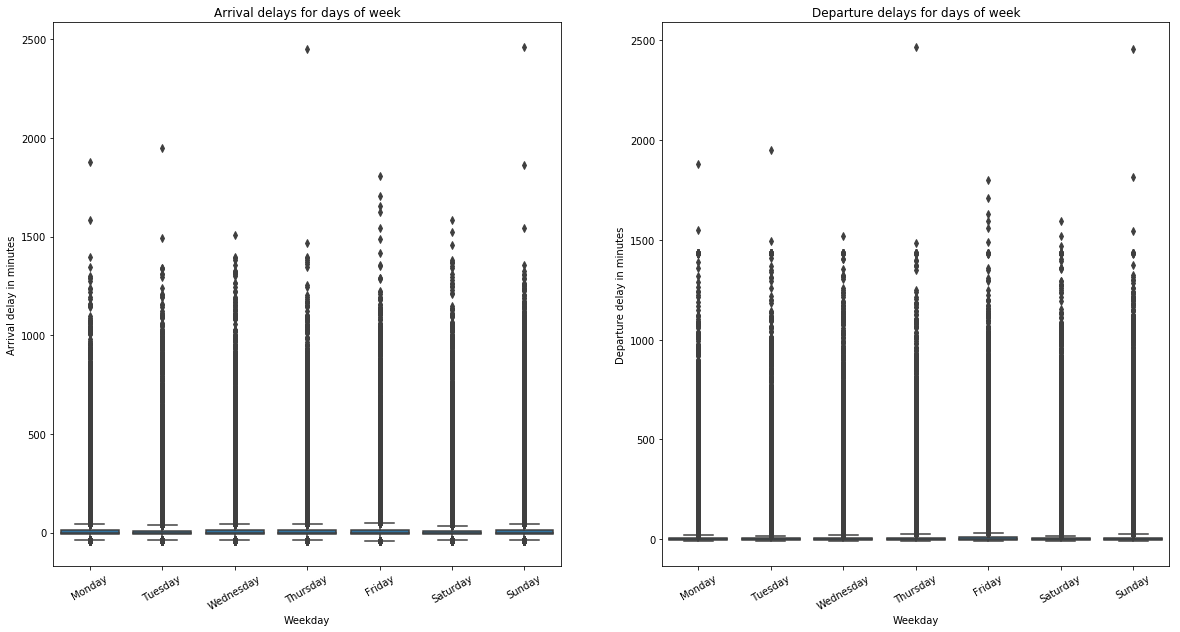 Arrival delays for days of week
2500
2000
1500
1000
500
0
Arrival delay in minutes
Monday
Tuesday
Wednesday
Thursday
Friday
Saturday
Sunday
Weekday
Departure delays for days of week
2500
2000
1500
1000
500
0
Departure delay in minutes
Monday
Tuesday
Wednesday
Thursday
Friday
Saturday
Sunday
Weekday